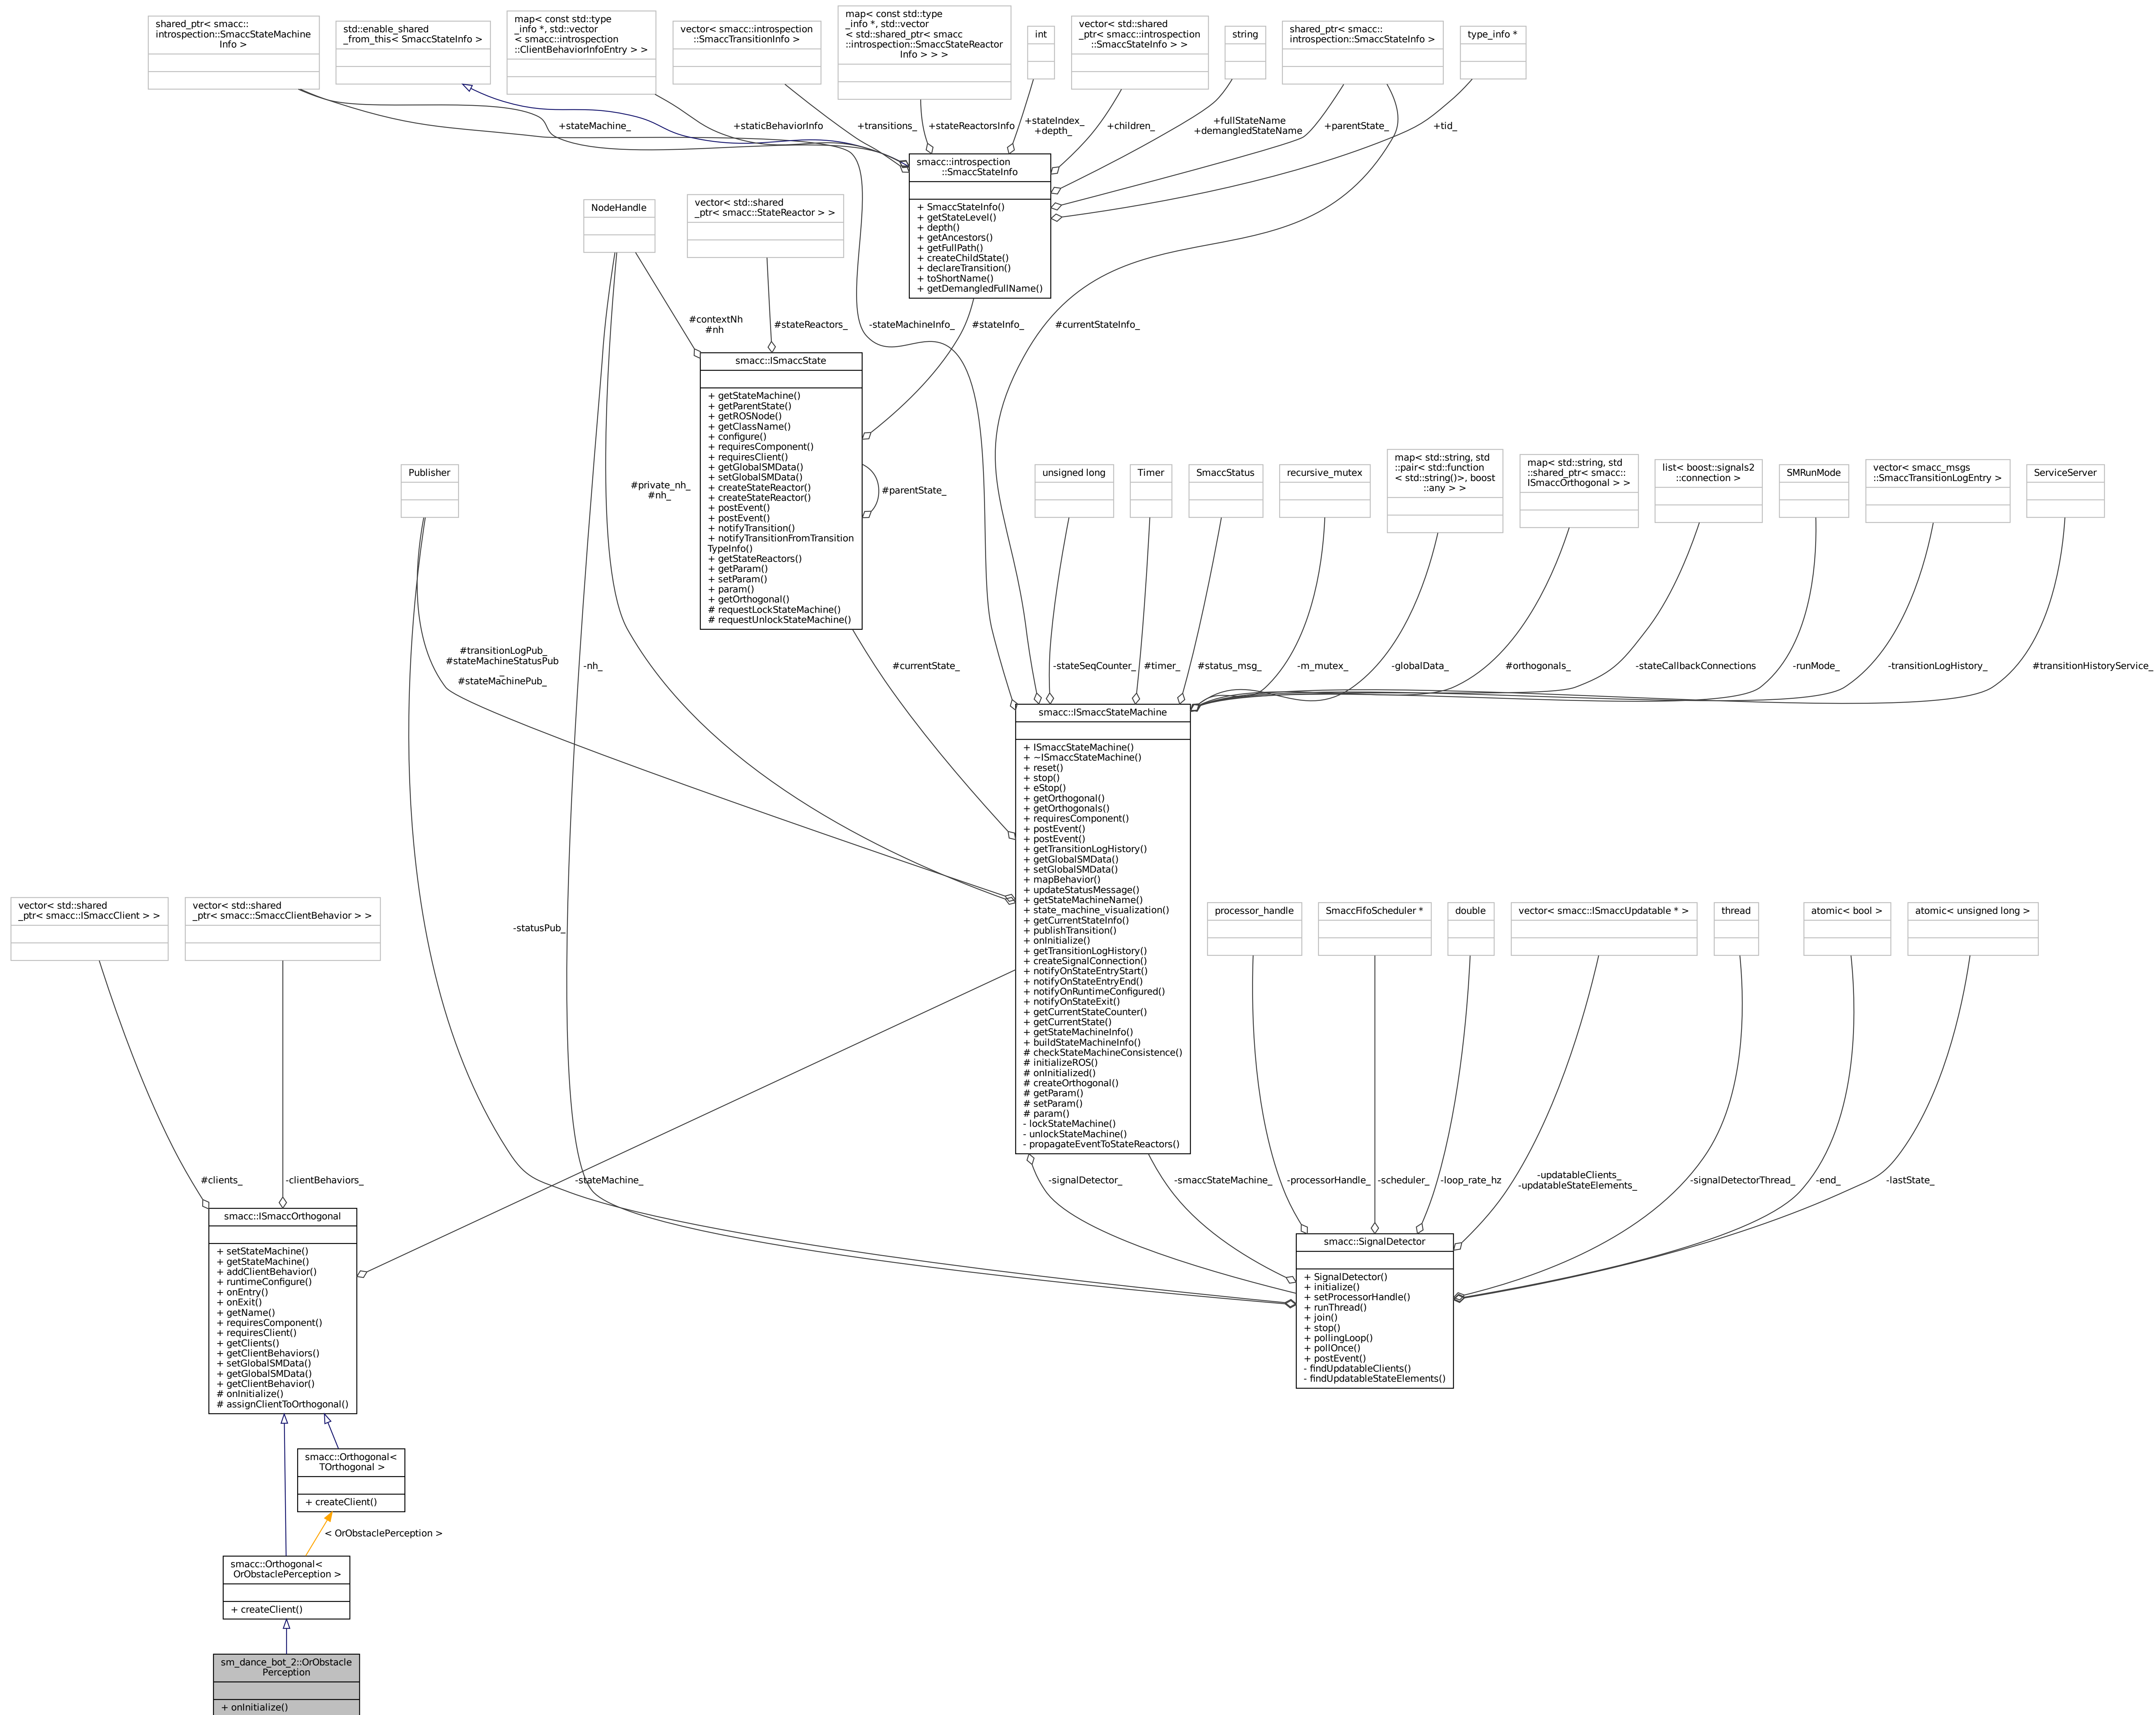 shared_ptr< smacc::
introspection::SmaccStateMachine
Info >
std::enable_shared
_from_this< SmaccStateInfo >
map< const std::type
_info *, std::vector
< smacc::introspection
::ClientBehaviorInfoEntry > >
vector< smacc::introspection
::SmaccTransitionInfo >
map< const std::type
_info *, std::vector
< std::shared_ptr< smacc
::introspection::SmaccStateReactor
Info > > >
int
vector< std::shared
_ptr< smacc::introspection
::SmaccStateInfo > >
string
shared_ptr< smacc::
introspection::SmaccStateInfo >
type_info *
+stateMachine_
+staticBehaviorInfo
+transitions_
+stateReactorsInfo
+stateIndex_
+depth_
+children_
+fullStateName
+demangledStateName
+parentState_
+tid_
smacc::introspection
::SmaccStateInfo
+ SmaccStateInfo()
+ getStateLevel()
+ depth()
+ getAncestors()
+ getFullPath()
+ createChildState()
+ declareTransition()
+ toShortName()
+ getDemangledFullName()
NodeHandle
vector< std::shared
_ptr< smacc::StateReactor > >
#contextNh
#nh
#stateReactors_
-stateMachineInfo_
#stateInfo_
#currentStateInfo_
smacc::ISmaccState
+ getStateMachine()
+ getParentState()
+ getROSNode()
+ getClassName()
+ configure()
+ requiresComponent()
+ requiresClient()
+ getGlobalSMData()
+ setGlobalSMData()
+ createStateReactor()
+ createStateReactor()
+ postEvent()
+ postEvent()
+ notifyTransition()
+ notifyTransitionFromTransition
TypeInfo()
+ getStateReactors()
+ getParam()
+ setParam()
+ param()
+ getOrthogonal()
# requestLockStateMachine()
# requestUnlockStateMachine()
#parentState_
Publisher
#private_nh_
#nh_
unsigned long
Timer
SmaccStatus
recursive_mutex
map< std::string, std
::pair< std::function
< std::string()>, boost
::any > >
map< std::string, std
::shared_ptr< smacc::
ISmaccOrthogonal > >
list< boost::signals2
::connection >
SMRunMode
vector< smacc_msgs
::SmaccTransitionLogEntry >
ServiceServer
#transitionLogPub_
#stateMachineStatusPub
_
#stateMachinePub_
-nh_
#currentState_
-stateSeqCounter_
#timer_
#status_msg_
-m_mutex_
-globalData_
#orthogonals_
-stateCallbackConnections
-runMode_
-transitionLogHistory_
#transitionHistoryService_
smacc::ISmaccStateMachine
+ ISmaccStateMachine()
+ ~ISmaccStateMachine()
+ reset()
+ stop()
+ eStop()
+ getOrthogonal()
+ getOrthogonals()
+ requiresComponent()
+ postEvent()
+ postEvent()
+ getTransitionLogHistory()
+ getGlobalSMData()
+ setGlobalSMData()
+ mapBehavior()
+ updateStatusMessage()
+ getStateMachineName()
+ state_machine_visualization()
+ getCurrentStateInfo()
+ publishTransition()
+ onInitialize()
+ getTransitionLogHistory()
+ createSignalConnection()
+ notifyOnStateEntryStart()
+ notifyOnStateEntryEnd()
+ notifyOnRuntimeConfigured()
+ notifyOnStateExit()
+ getCurrentStateCounter()
+ getCurrentState()
+ getStateMachineInfo()
+ buildStateMachineInfo()
# checkStateMachineConsistence()
# initializeROS()
# onInitialized()
# createOrthogonal()
# getParam()
# setParam()
# param()
- lockStateMachine()
- unlockStateMachine()
- propagateEventToStateReactors()
vector< std::shared
_ptr< smacc::ISmaccClient > >
vector< std::shared
_ptr< smacc::SmaccClientBehavior > >
-statusPub_
processor_handle
SmaccFifoScheduler *
double
vector< smacc::ISmaccUpdatable * >
thread
atomic< bool >
atomic< unsigned long >
#clients_
-clientBehaviors_
-stateMachine_
-signalDetector_
-smaccStateMachine_
-processorHandle_
-scheduler_
-loop_rate_hz
-updatableClients_
-updatableStateElements_
-signalDetectorThread_
-end_
-lastState_
smacc::ISmaccOrthogonal
+ setStateMachine()
+ getStateMachine()
+ addClientBehavior()
+ runtimeConfigure()
+ onEntry()
+ onExit()
+ getName()
+ requiresComponent()
+ requiresClient()
+ getClients()
+ getClientBehaviors()
+ setGlobalSMData()
+ getGlobalSMData()
+ getClientBehavior()
# onInitialize()
# assignClientToOrthogonal()
smacc::SignalDetector
+ SignalDetector()
+ initialize()
+ setProcessorHandle()
+ runThread()
+ join()
+ stop()
+ pollingLoop()
+ pollOnce()
+ postEvent()
- findUpdatableClients()
- findUpdatableStateElements()
smacc::Orthogonal<
TOrthogonal >
+ createClient()
< OrObstaclePerception >
smacc::Orthogonal<
OrObstaclePerception >
+ createClient()
sm_dance_bot_2::OrObstacle
Perception
+ onInitialize()